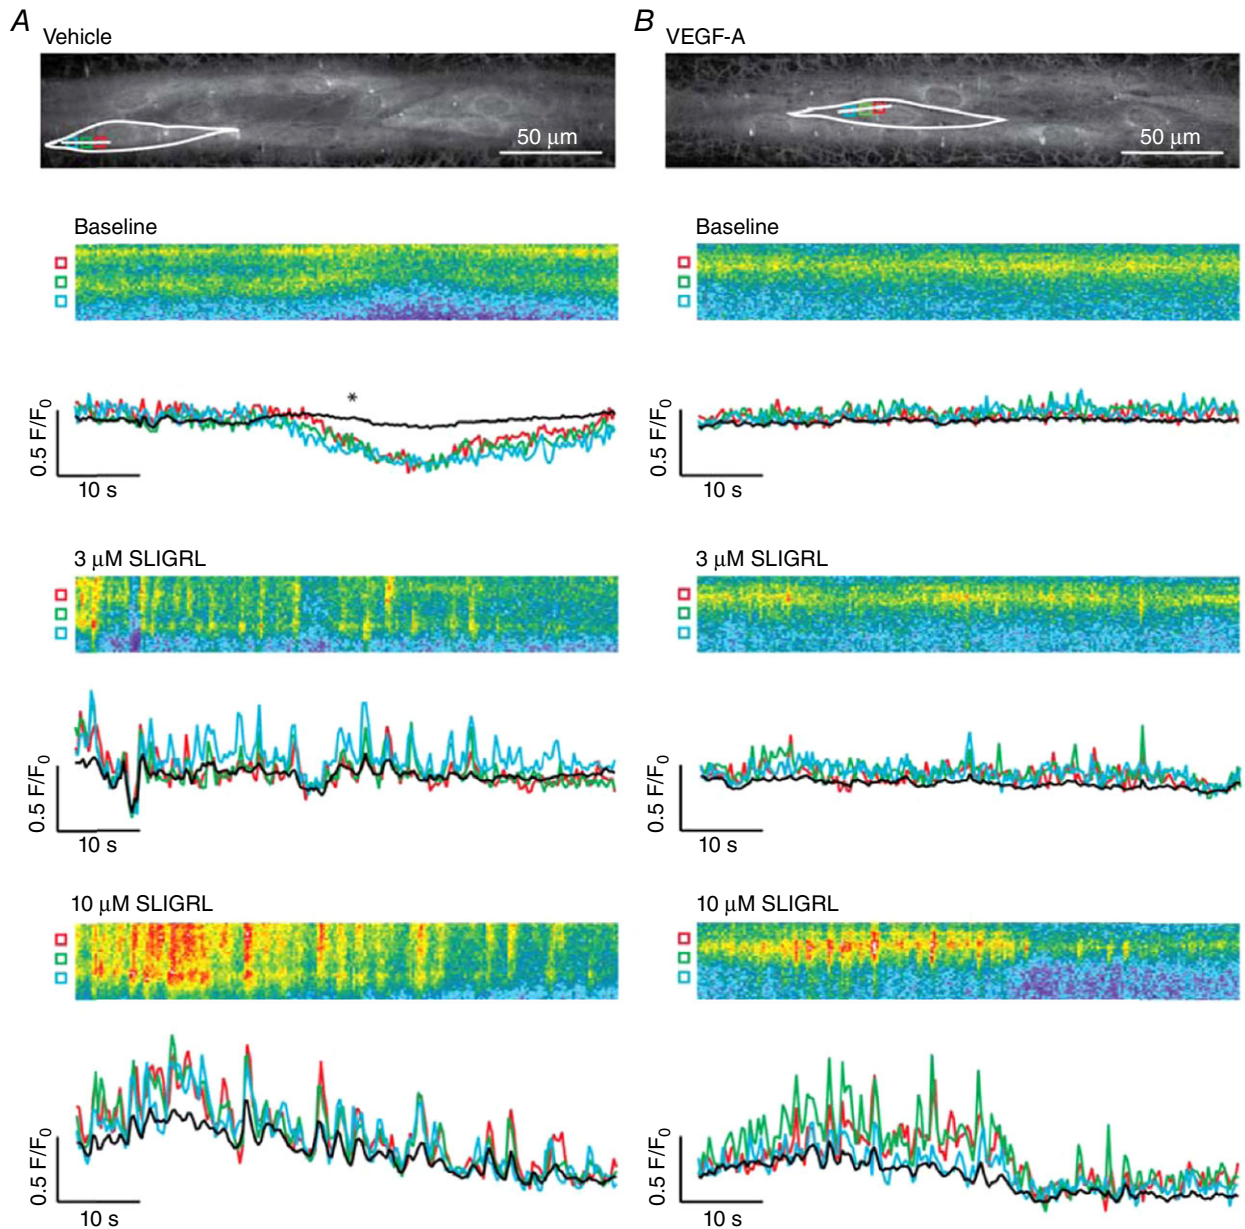 A
Vehicle
50 μm
Baseline
*
0.5 F/F0
10 s
3 μM SLIGRL
0.5 F/F0
10 s
10 μM SLIGRL
0.5 F/F0
10 s
B
VEGF-A
50 μm
Baseline
0.5 F/F0
10 s
3 μM SLIGRL
0.5 F/F0
10 s
10 μM SLIGRL
0.5 F/F0
10 s